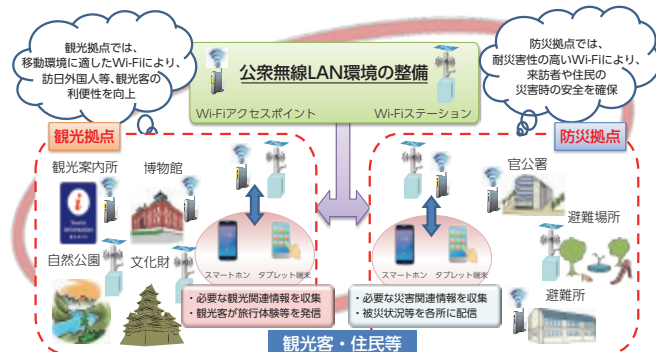 観光拠点では、
移動環境に適したWi-Fiにより、
訪日外国人等、観光客の
利便性を向上
公衆無線LAN環境の整備
Wi-Fiアクセスポイント
Wi-Fiステーション
防災拠点では、
耐災害性の高いWi-Fiにより、
来訪者や住民の
災害時の安全を確保
観光拠点
防災拠点
観光案内所
博物館
官公署
避難場所
Tourist
Information
自然公園
文化財
スマートホン
タブレット端末
スマートホン
タブレット端末
避難所
・必要な観光関連情報を収集
・観光客が旅行体験等を発信
・必要な災害関連情報を収集
・被災状況等を各所に配信
観光客・住民等